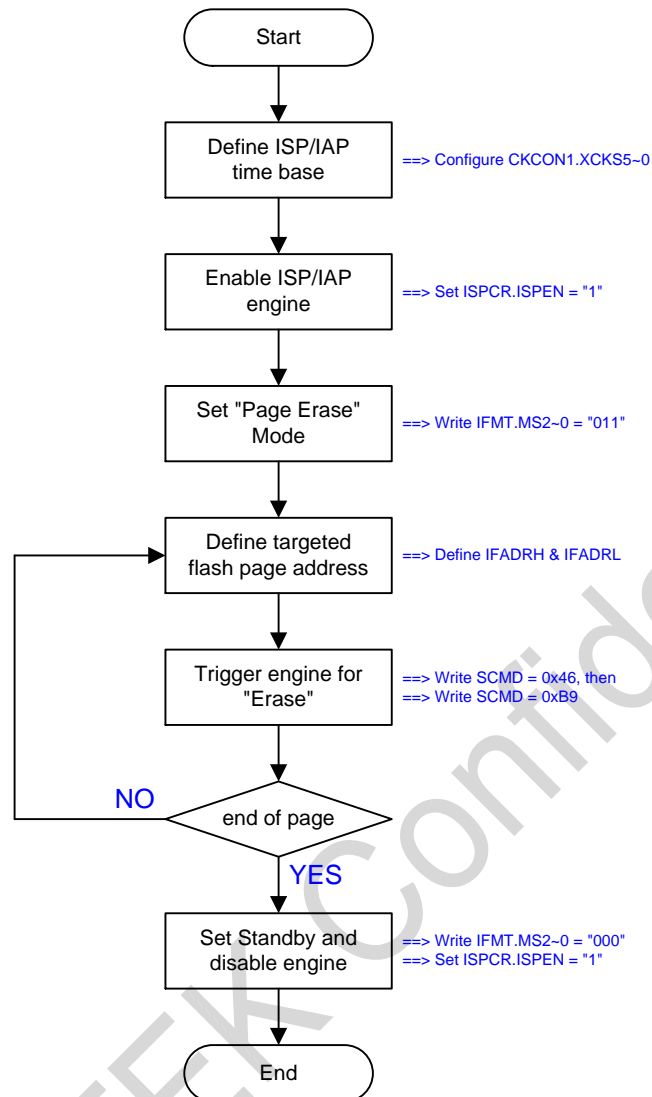 Start
Define ISP/IAP
time base
==> Configure CKCON1.XCKS5~0
Enable ISP/IAP
engine
==> Set ISPCR.ISPEN = "1"
Set "Page Erase"
Mode
==> Write IFMT.MS2~0 = "011"
Define targeted
flash page address
==> Define IFADRH & IFADRL
Trigger engine for
"Erase"
==> Write SCMD = 0x46, then
==> Write SCMD = 0xB9
NO
end of page
YES
Set Standby and
disable engine
==> Write IFMT.MS2~0 = "000"
==> Set ISPCR.ISPEN = "1"
End